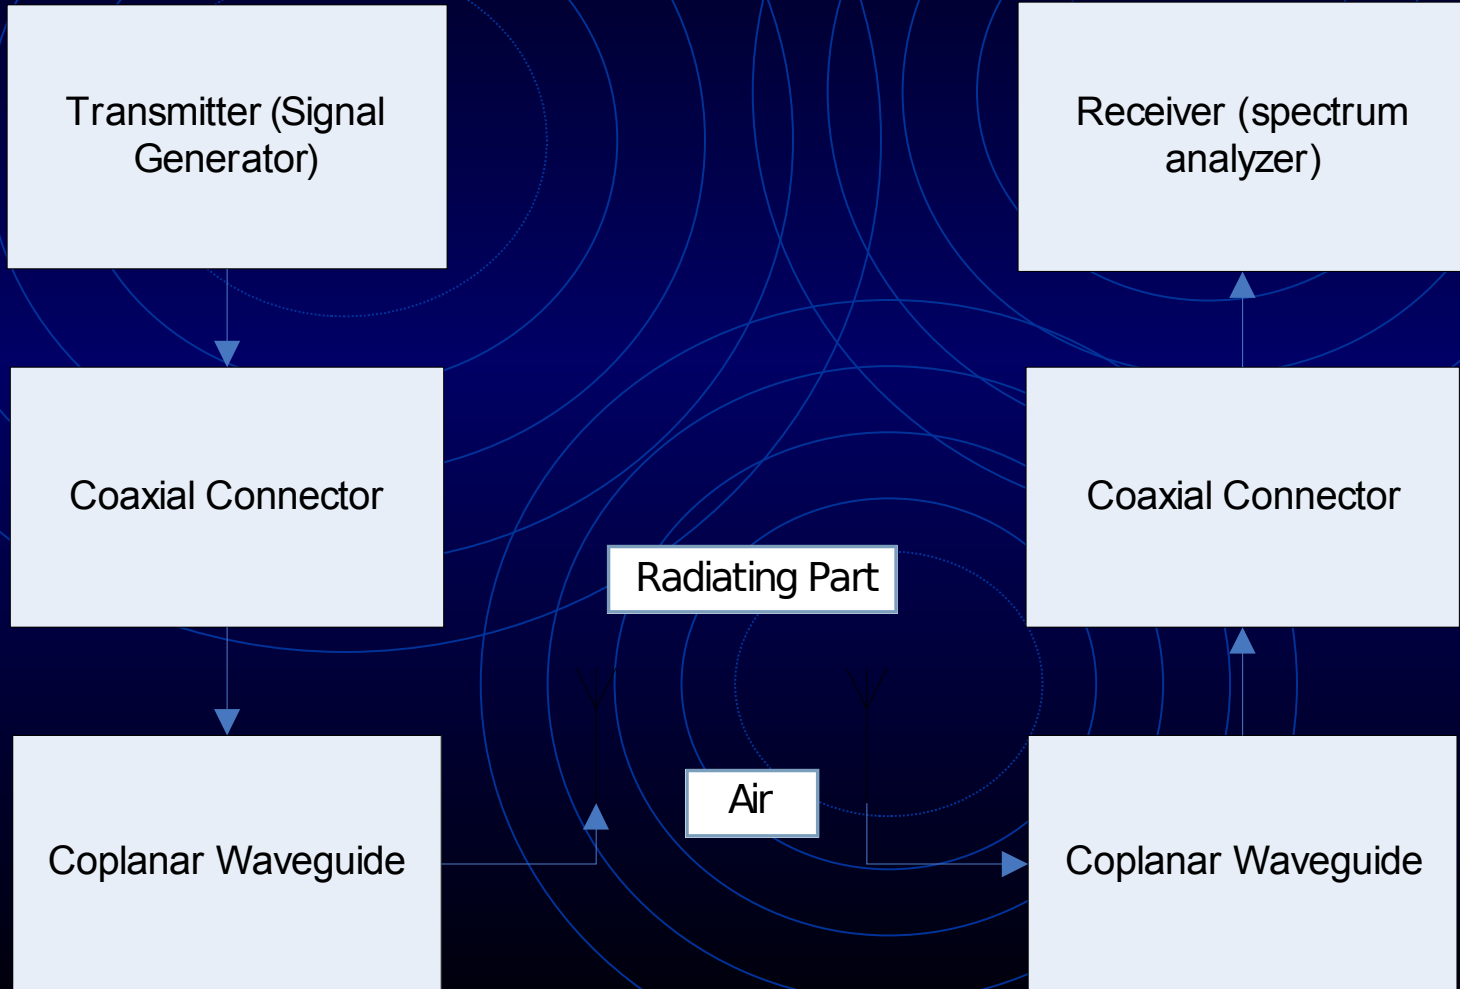 Transmitter (Signal
Generator)
Receiver (spectrum
analyzer)
Coaxial Connector
Coaxial Connector
Radiating Part
Air
Coplanar Waveguide
Coplanar Waveguide